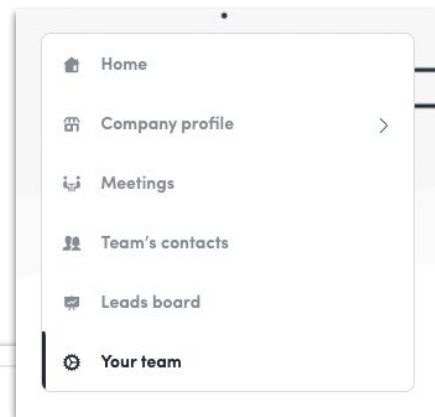 Home
Company profile
Meetings
Team's contacts
Leads board
Your team